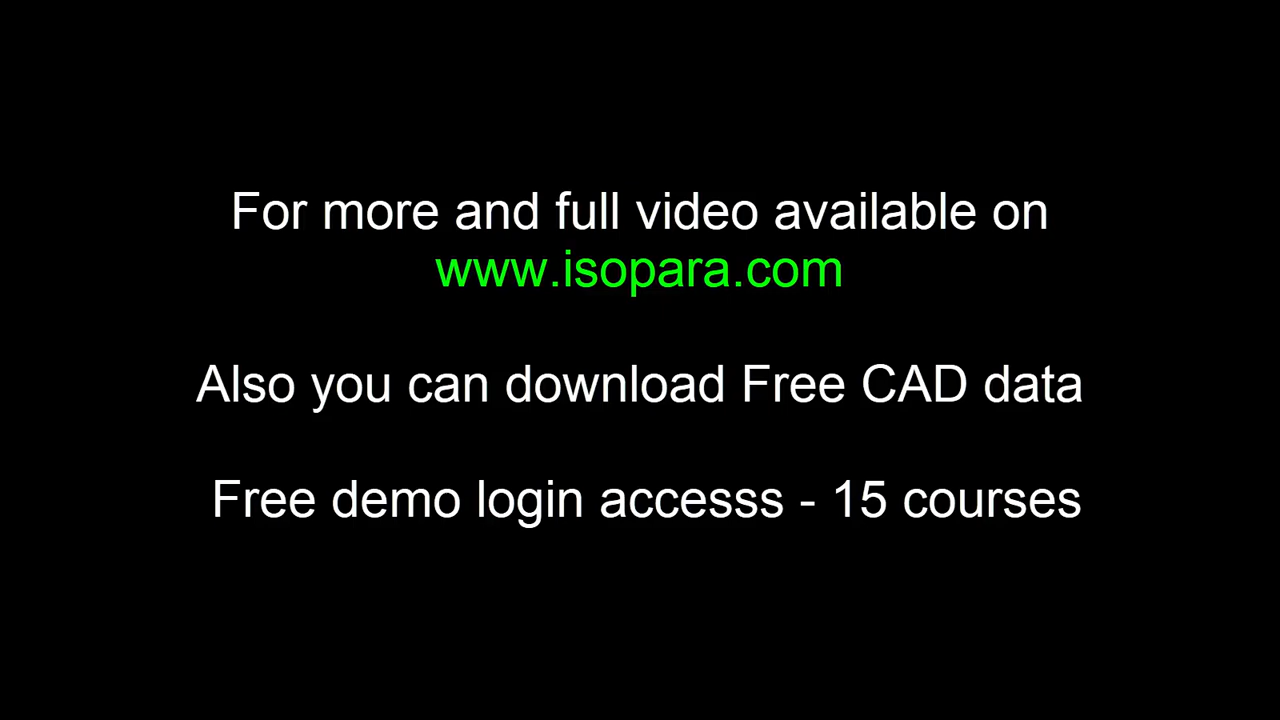 For more and full video available on
www.isopara.com
Also you can download Free CAD data
Free demo login accesss - 15 courses